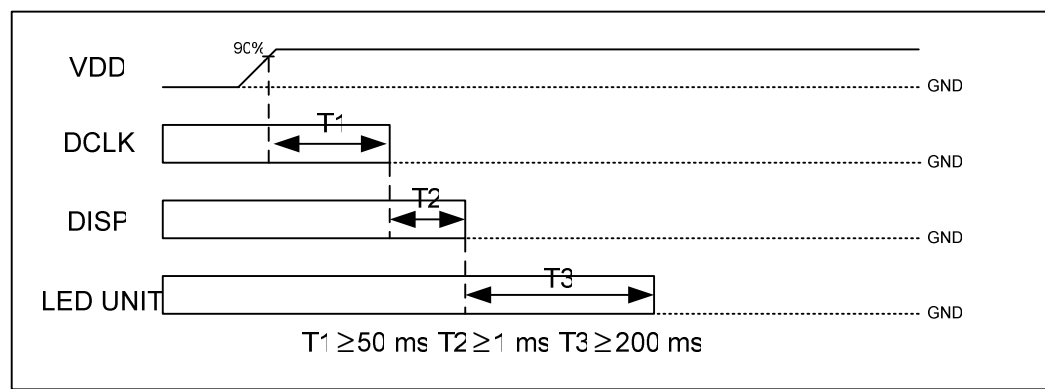 90%
VDD
GND
T1
DCLK
GND
T2
DISP
GND
T3
LED UNIT
GND
T1≥50 ms T2≥1 ms T3≥200 ms